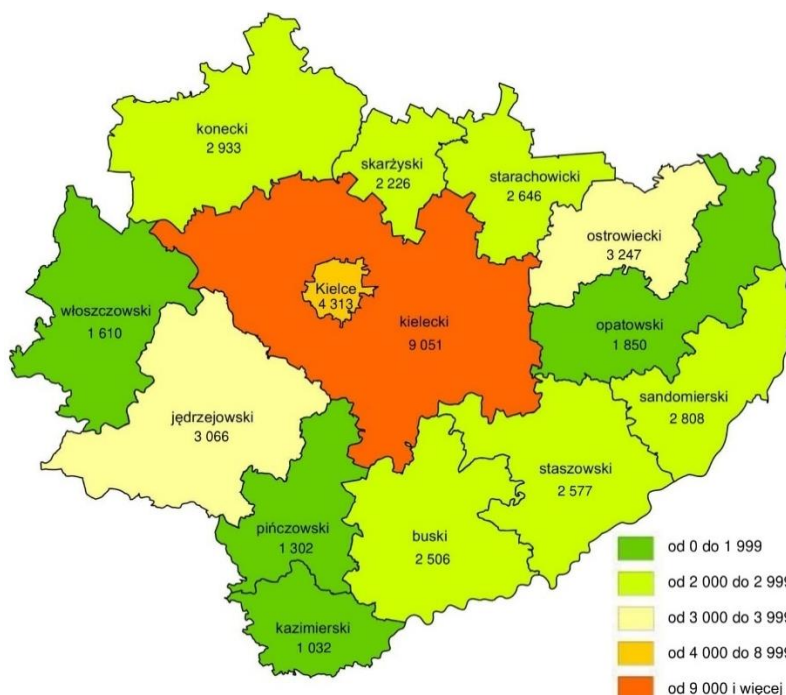 konecki
2 933
skarżyski
2 226
starachowicki
2 646
ostrowiecki
3 247
włoszczowski
1 610
Kielce
4 313
kielecki
9 051
opatowski
1 850
sandomierski
2 808
jędrzejowski
3 066
staszowski
2 577
pińczowski
1 302
buski
2 506
kazimierski
1 032
od 0 do 1 999
od 2 000 do 2 999
od 3 000 do 3 999
od 4 000 do 8 999
od 9 000 i więcej